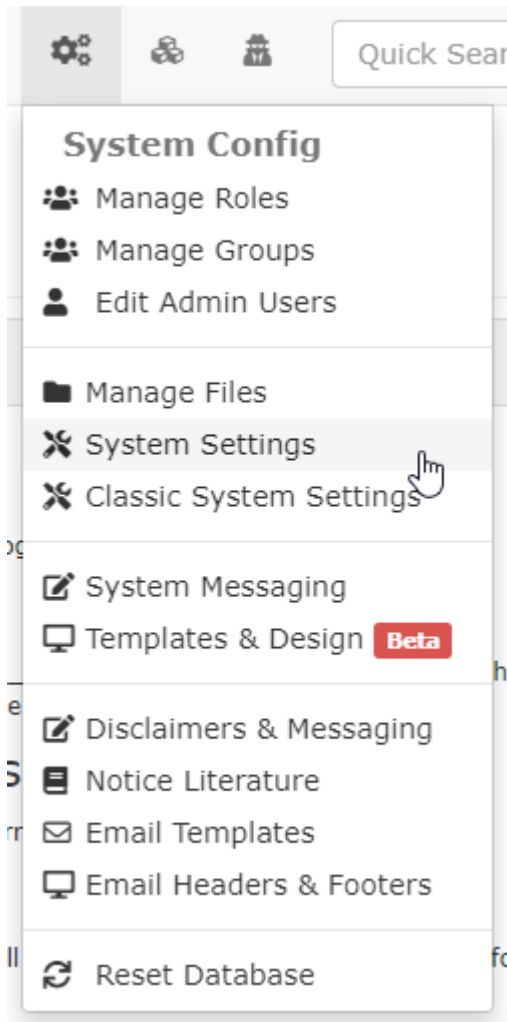 Quick Sear
System Config
Manage Roles
Manage Groups
Edit Admin Users
Manage Files
System Settings
Classic System Settings
System Messaging
Templates & Design Beta
Disclaimers & Messaging
Notice Literature
Email Templates
Email Headers & Footers
Reset Database